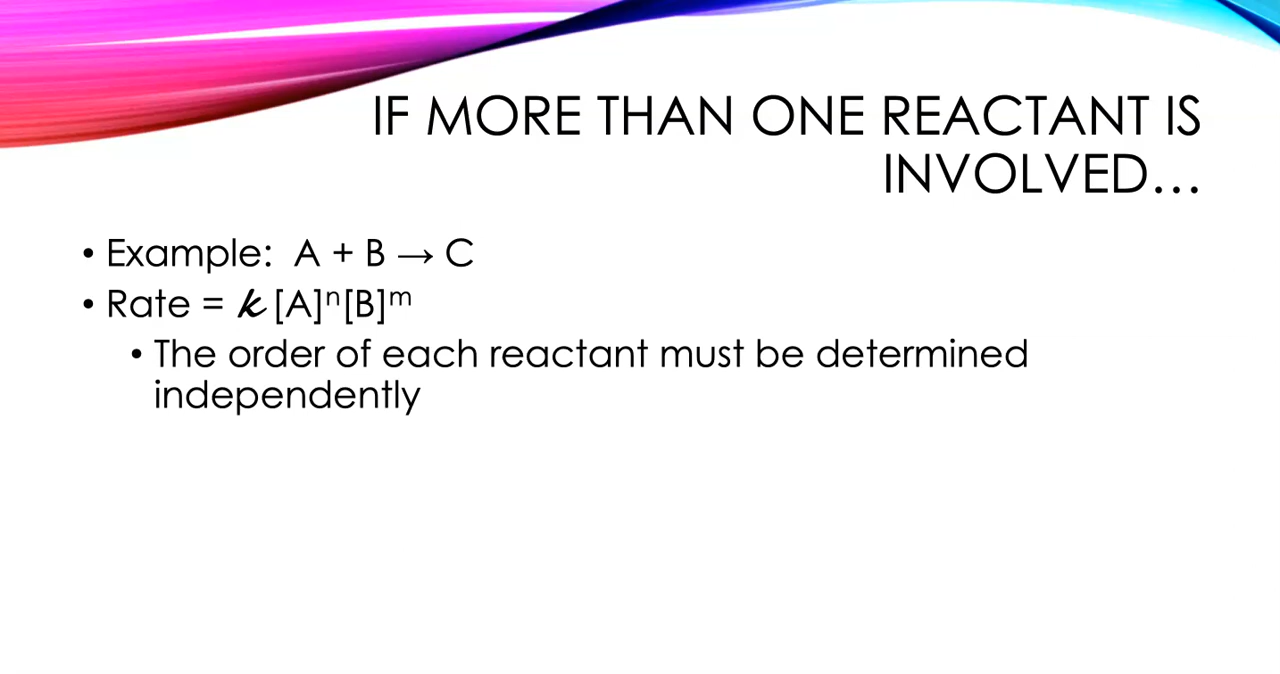 IF MORE THAN ONE REACTANT IS
INVOLVED…
• Example:  A + B → C
• Rate = 𝓀 [A]ⁿ[B]ᵐ
• The order of each reactant must be determined
independently